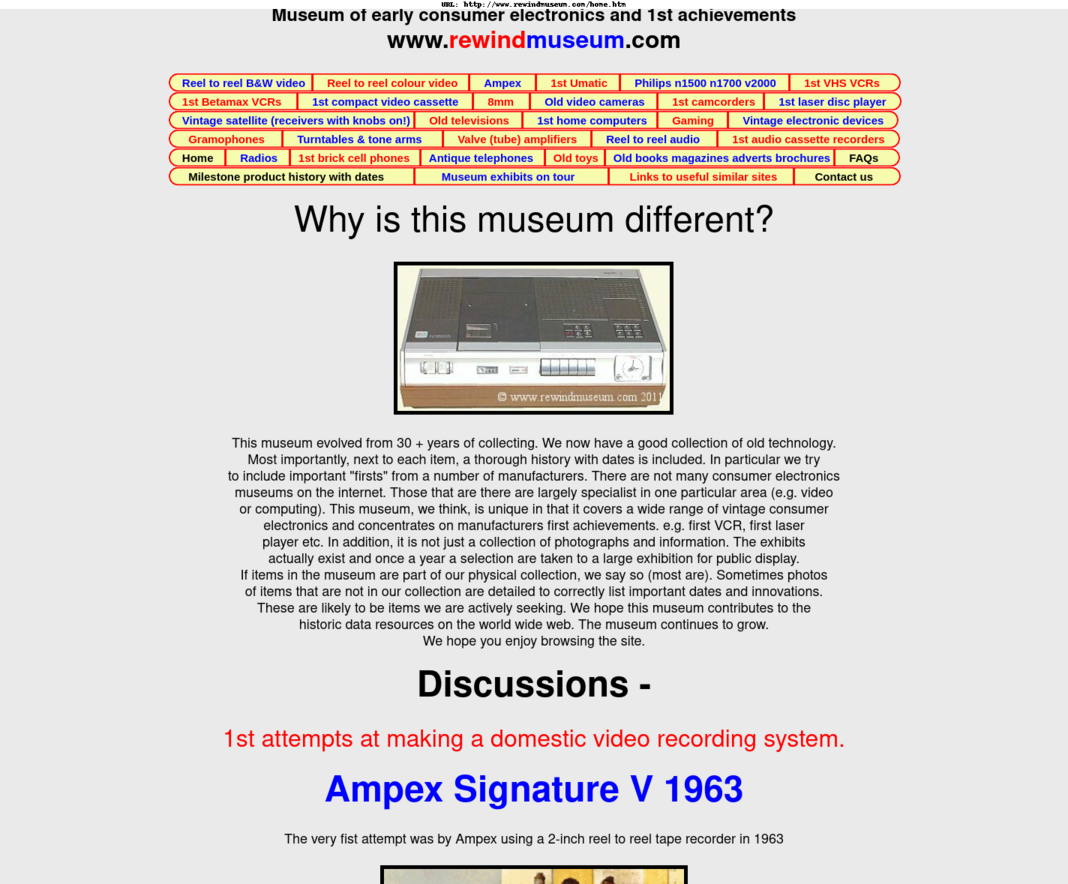 URL: http://www.rewindmuseum.com/home.htm
Museum of early consumer electronics and 1st achievements
www.rewindmuseum.com
Reel to reel B&W video Reel to reel colour video Ampex 1st Umatic Philips n1500 n1700 v2000 1st VHS VCRs
1st Betamax VCRs 1st compact video cassette 8mm Old video cameras 1st camcorders 1st laser disc player
Vintage satellite (receivers with knobs on!) Old televisions 1st home computers Gaming Vintage electronic devices
Gramophones Turntables & tone arms Valve (tube) amplifiers Reel to reel audio 1st audio cassette recorders
Home Radios 1st brick cell phones Antique telephones Old toys Old books magazines adverts brochures FAQs
Milestone product history with dates Museum exhibits on tour Links to useful similar sites Contact us
Why is this museum different?
© www.rewindmuseum.com 2011
This museum evolved from 30 + years of collecting. We now have a good collection of old technology.
Most importantly, next to each item, a thorough history with dates is included. In particular we try
to include important "firsts" from a number of manufacturers. There are not many consumer electronics
museums on the internet. Those that are there are largely specialist in one particular area (e.g. video
or computing). This museum, we think, is unique in that it covers a wide range of vintage consumer
electronics and concentrates on manufacturers first achievements. e.g. first VCR, first laser
player etc. In addition, it is not just a collection of photographs and information. The exhibits
actually exist and once a year a selection are taken to a large exhibition for public display.
If items in the museum are part of our physical collection, we say so (most are). Sometimes photos
of items that are not in our collection are detailed to correctly list important dates and innovations.
These are likely to be items we are actively seeking. We hope this museum contributes to the
historic data resources on the world wide web. The museum continues to grow.
We hope you enjoy browsing the site.
Discussions -
1st attempts at making a domestic video recording system.
Ampex Signature V 1963
The very fist attempt was by Ampex using a 2-inch reel to reel tape recorder in 1963